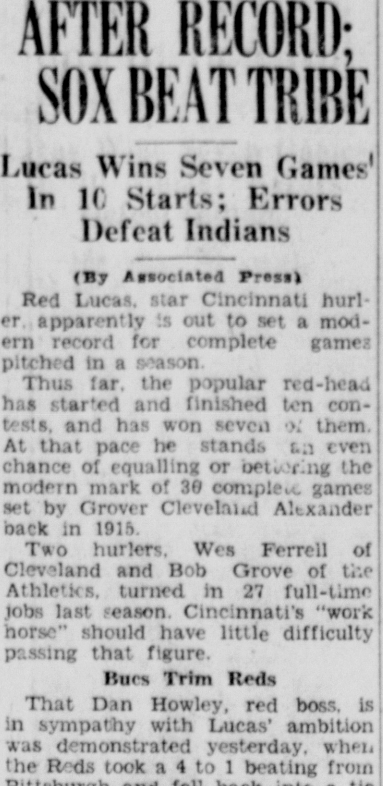 AFTER RECORD;
SOX BEAT TRIBE
Lucas Wins Seven Games'
In 10 Starts; Errors
Defeat Indians
(By Associated Press)
Red Lucas, star Cincinnati hurl-
er, apparently is out to set a mod-
ern record for complete games
pitched in a season.
Thus far, the popular red-head
has started and finished ten con-
tests, and has won seven of them.
At that pace he stands an even
chance of equalling or bettering the
modern mark of 36 complete games
set by Grover Cleveland Alexander
back in 1915.
Two hurlers, Wes Ferrell of
Cleveland and Bob Grove of the
Athletics, turned in 27 full-time
jobs last season. Cincinnati's "work
horse" should have little difficulty
passing that figure.
Bucs Trim Reds
That Dan Howley, red boss, is
in sympathy with Lucas' ambition
was demonstrated yesterday, when
the Reds took a 4 to 1 beating from
Pittsburgh and fell back into a tie